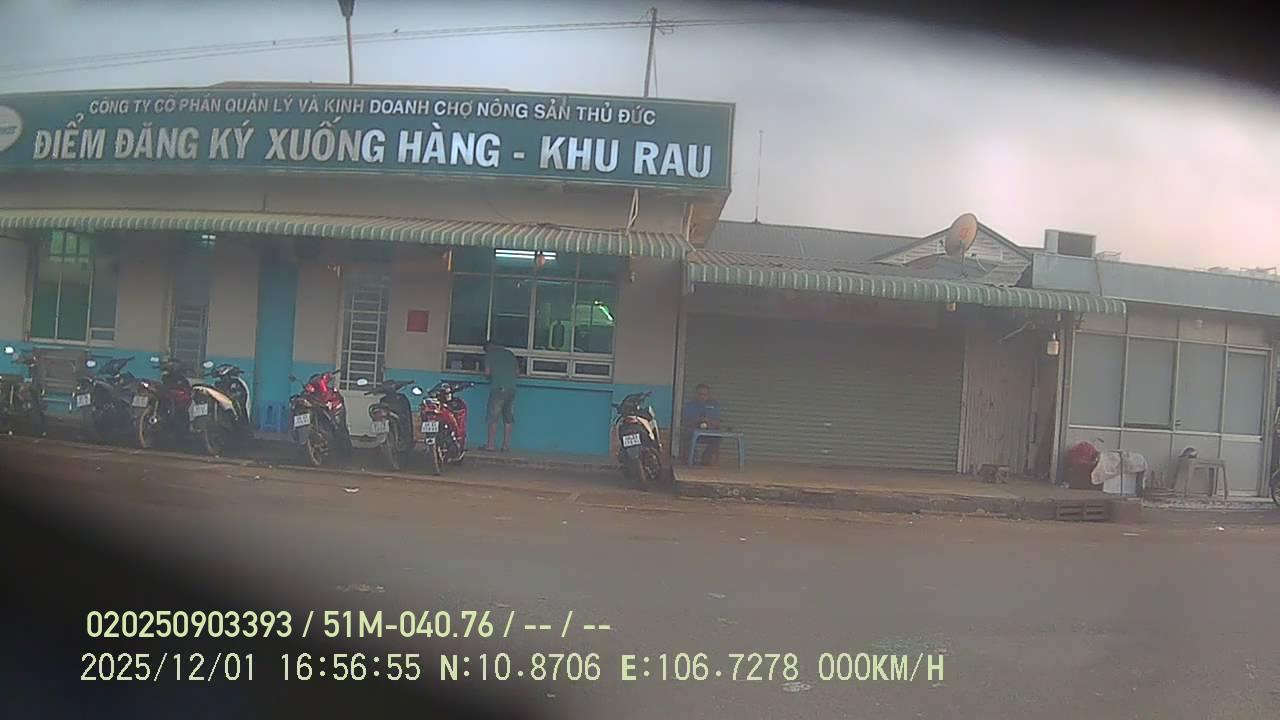 CÔNG TY CỔ PHẦN QUẢN LÝ VÀ KINH DOANH CHỢ NÔNG SẢN THỦ ĐỨC
ĐIỂM ĐĂNG KÝ XUỐNG HÀNG - KHU RAU
020250903393 / 51M-040.76 / -- / --
2025/12/01 16:56:55 N:10.8706 E:106.7278 000KM/H